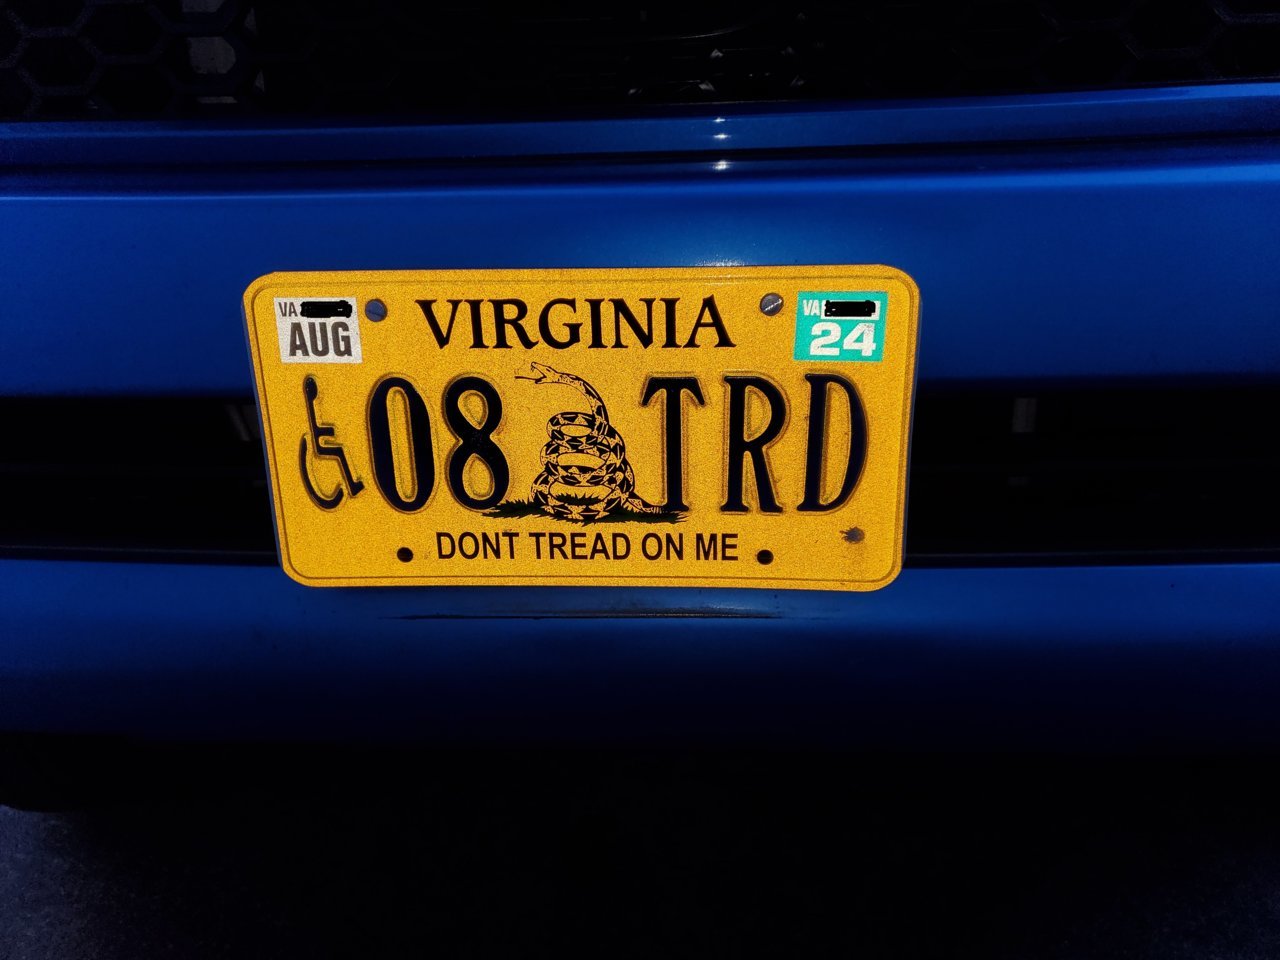 VIRGINIA
VA
AUG
VA
24
08 TRD
DONT TREAD ON ME